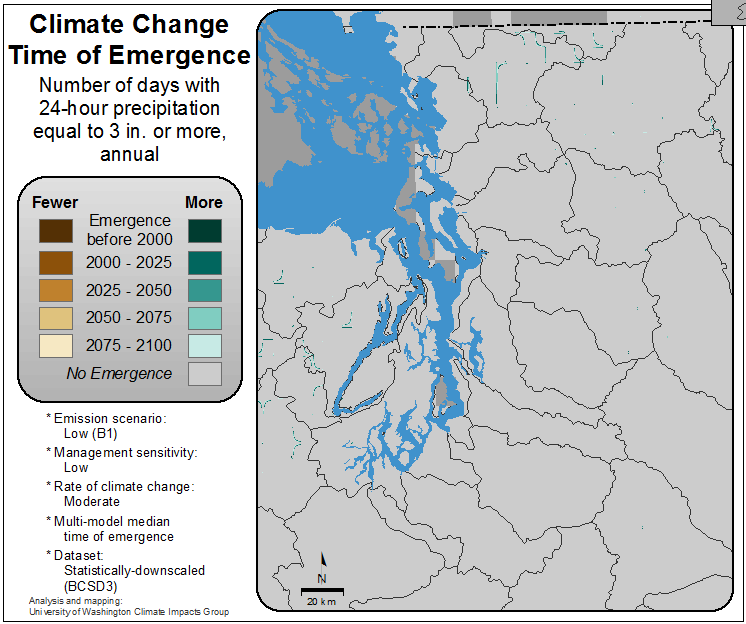 Climate Change
Time of Emergence
Number of days with
24-hour precipitation
equal to 3 in. or more,
annual
Fewer More
Emergence
before 2000
2000 - 2025
2025 - 2050
2050 - 2075
2075 - 2100
No Emergence
* Emission scenario:
Low (B1)
* Management sensitivity:
Low
* Rate of climate change:
Moderate
* Multi-model median
time of emergence
* Dataset:
Statistically-downscaled
(BCSD3)
Analysis and mapping:
University of Washington Climate Impacts Group
N
20 km